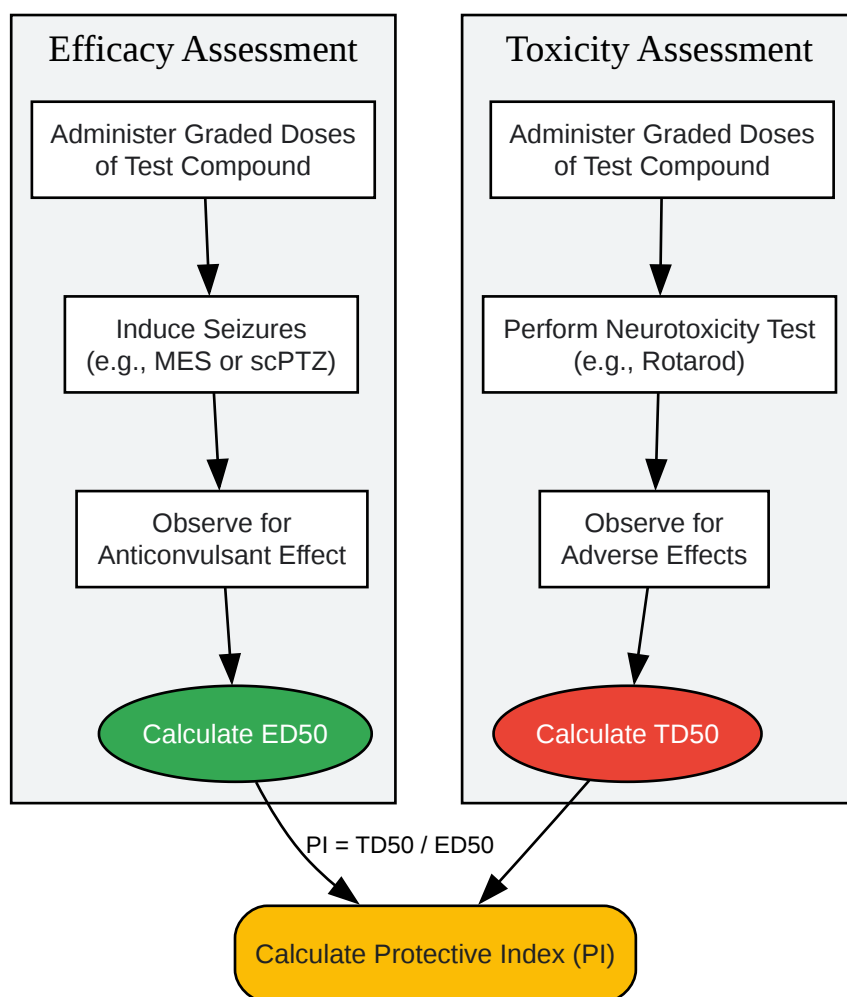 Efficacy Assessment
Administer Graded Doses
of Test Compound
Induce Seizures
(e.g., MES or scPTZ)
Observe for
Anticonvulsant Effect
Calculate ED50
Toxicity Assessment
Administer Graded Doses
of Test Compound
Perform Neurotoxicity Test
(e.g., Rotarod)
Observe for
Adverse Effects
Calculate TD50
PI = TD50 / ED50
Calculate Protective Index (PI)